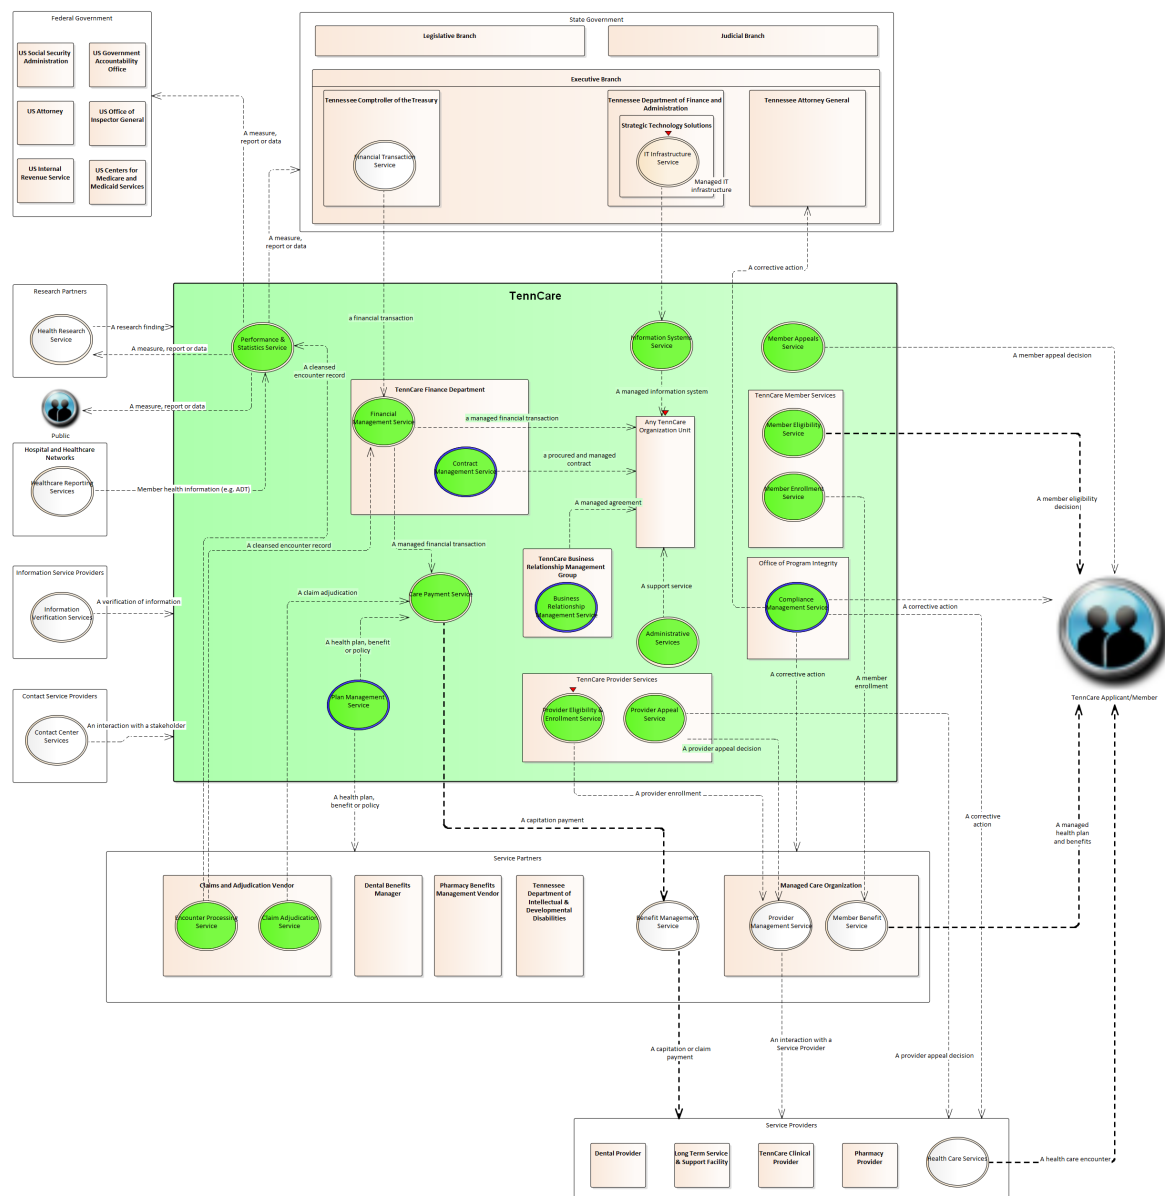 Federal Government
US Social Security
Administration
US Government
Accountability
Office
US Attorney
US Office of
Inspector General
US Internal
Revenue Service
US Centers for
Medicare and
Medicaid Services
State Government
Legislative Branch
Judicial Branch
Executive Branch
Tennessee Comptroller of the Treasury
Financial Transaction
Service
Tennessee Department of Finance and
Administration
Strategic Technology Solutions
IT Infrastructure
Service
Managed IT
infrastructure
Tennessee Attorney General
A measure,
report or data
A measure,
report or data
A corrective action
Research Partners
Health Research
Service
A research finding
A measure, report or data
A measure, report or data
Public
Hospital and Healthcare
Networks
Healthcare Reporting
Services
Member health information (e.g. ADT)
Information Service Providers
Information
Verification Services
A verification of information
Contact Service Providers
Contact Center
Services
An interaction with a stakeholder
TennCare
Performance &
Statistics Service
A cleansed
encounter record
a financial transaction
Information Systems
Service
Member Appeals
Service
A member appeal decision
A managed information system
TennCare Finance Department
Financial
Management Service
a managed financial transaction
Contract
Management Service
a procured and managed
contract
Any TennCare
Organization Unit
TennCare Member Services
Member Eligibility
Service
Member Enrollment
Service
A member eligibility
decision
A managed agreement
A cleansed encounter record
A managed financial transaction
TennCare Business
Relationship Management
Group
Business
Relationship
Management Service
A support service
Administrative
Services
Office of Program Integrity
Compliance
Management Service
A corrective action
A corrective action
A member
enrollment
Care Payment Service
A claim adjudication
A health plan, benefit
or policy
Plan Management
Service
TennCare Provider Services
Provider Eligibility &
Enrollment Service
Provider Appeal
Service
A provider appeal decision
TennCare Applicant/Member
A health plan,
benefit or policy
A provider enrollment
A capitation payment
A corrective
action
A managed
health plan
and benefits
Service Partners
Claims and Adjudication Vendor
Encounter Processing
Service
Claim Adjudication
Service
Dental Benefits
Manager
Pharmacy Benefits
Management Vendor
Tennessee
Department of
Intellectual &
Developmental
Disabilities
Benefit Management
Service
Managed Care Organization
Provider
Management Service
Member Benefit
Service
A capitation or claim
payment
An interaction with a
Service Provider
A provider appeal decision
Service Providers
Dental Provider
Long Term Service
& Support Facility
TennCare Clinical
Provider
Pharmacy
Provider
Health Care Services
A health care encounter